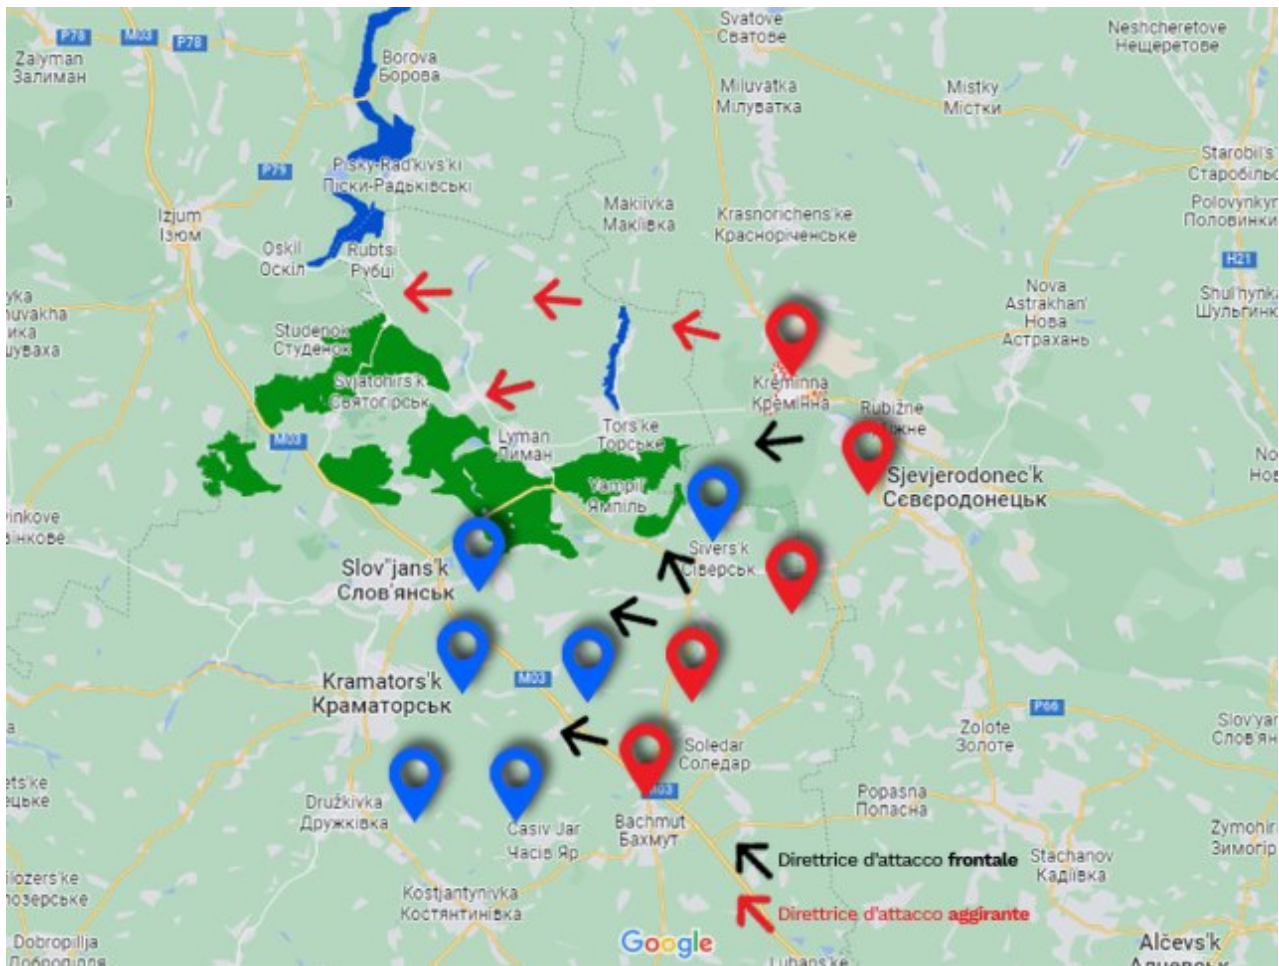 Svatove
Сватове
Neshcheretove
Нещеретове
P78
M03
P78
Zalyman
Залиман
Borova
Борова
Miluvatka
Мілуватка
Mistky
Містки
Starobil's
Старобільс
P79
Pisky-Rad'kivs'ki
Піски-Радьківські
Izjum
Ізюм
Makiivka
Макіївка
Krasnorichens'ke
Красноріченське
Polovynkyn
Половинки
Oskil
Оскіл
Rubtsi
Рубці
H21
Nova
Astrakhan'
Нова
Астрахань
Shul'hynka
Шульгинк
Studenok
Студенок
Svjatohirs'k
Святогірськ
Kreminna
Кремінна
Rubižne
M03
Lyman
Лиман
Tors'ke
Торське
Sjevjerodonec'k
Сєвєродонецьк
Yampil'
Ямпіль
Sivers'k
Сіверськ
Slov"jans'k
Слов'янськ
Kramators'k
Краматорськ
M03
P66
Zolote
Золоте
Soledar
Соледар
M03
Družkivka
Дружківка
Časiv Jar
Часів Яр
Bachmut
Бахмут
Popasna
Попасна
Direttrice d'attacco frontale
Stachanov
Кадіївка
Kostjantynivka
Костянтинівка
Direttrice d'attacco aggirante
Google
Dobropillja
Alčevs'k